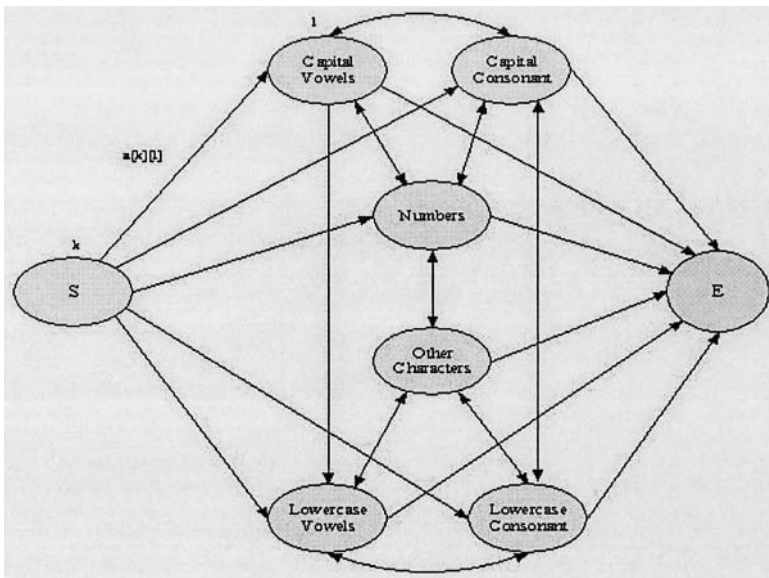 l
Capital
Vowels
Capital
Consonant
a[k][l]
Numbers
k
S
E
Other
Characters
Lowercase
Vowels
Lowercase
Consonant